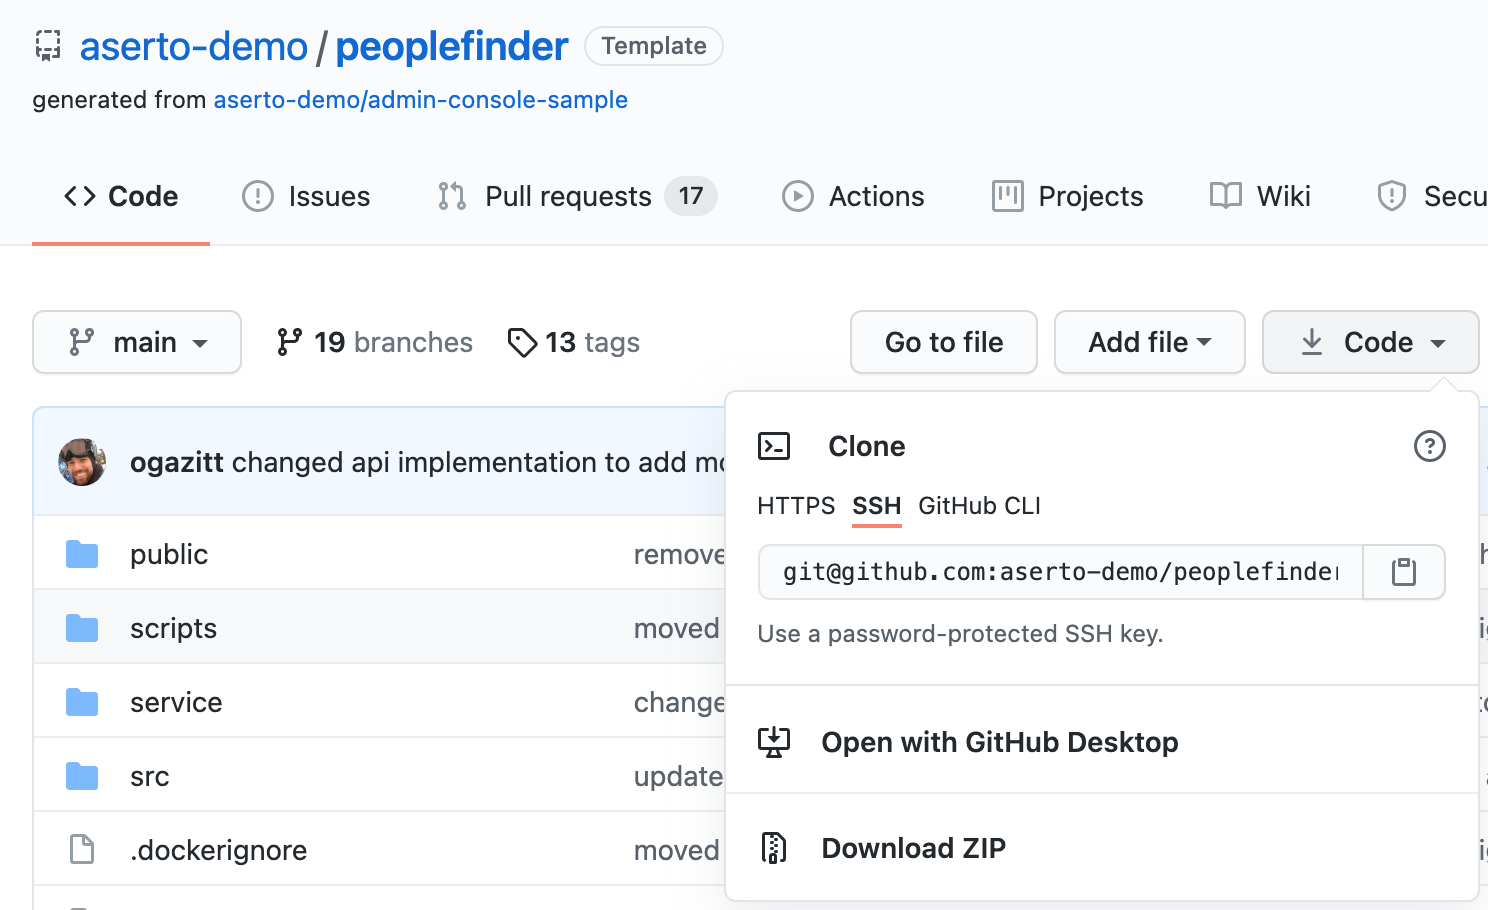 aserto-demo / peoplefinder Template
generated from aserto-demo/admin-console-sample
Code Issues Pull requests 17 Actions Projects Wiki Secu
main 19 branches 13 tags Go to file Add file Code
ogazitt changed api implementation to add mo
Clone
HTTPS SSH GitHub CLI
public remove
git@github.com:aserto-demo/peoplefinder
scripts moved
Use a password-protected SSH key.
service change
Open with GitHub Desktop
src update
.dockerignore moved
Download ZIP